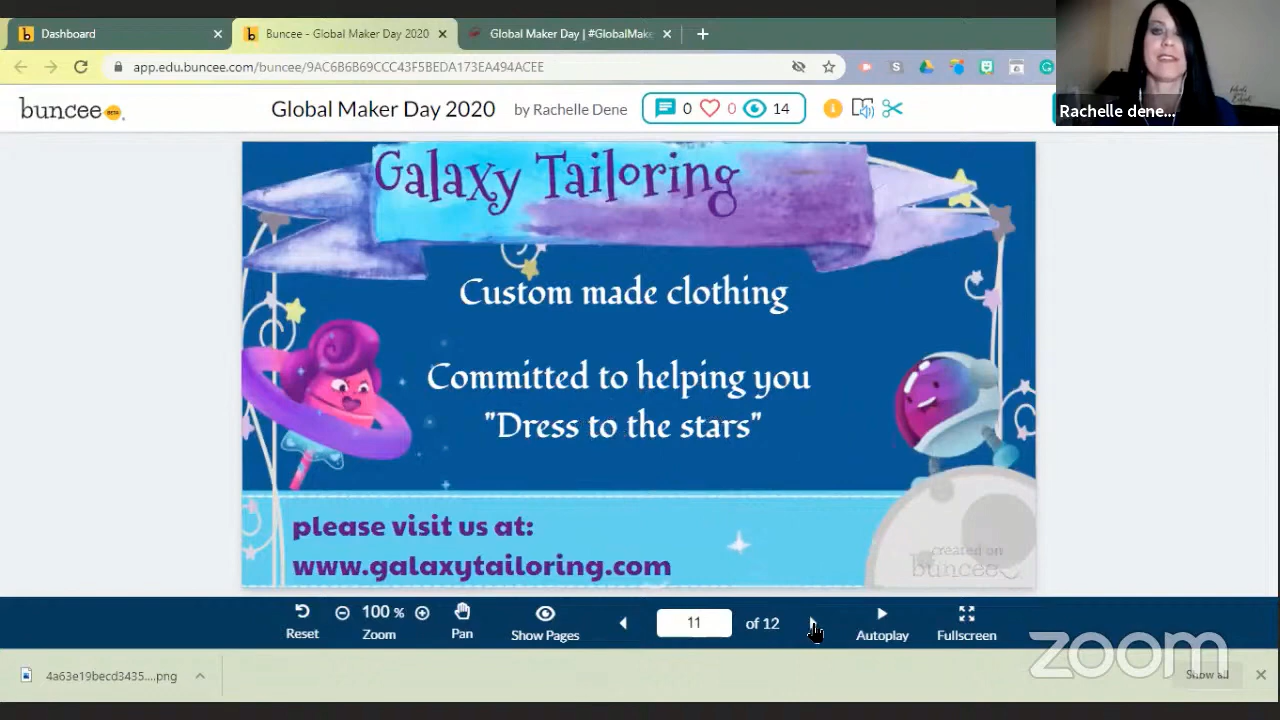 Dashboard
Buncee - Global Maker Day 2020
Global Maker Day | #GlobalMake
app.edu.buncee.com/buncee/9AC6B6B69CCC43F5BEDA173EA494ACEE
buncee BETA
Global Maker Day 2020
by Rachelle Dene
0
0
14
Rachelle dene...
Galaxy Tailoring
Custom made clothing
Committed to helping you
"Dress to the stars"
please visit us at:
www.galaxytailoring.com
created on
buncee
Reset
100 %
Zoom
Pan
Show Pages
11
of 12
Autoplay
Fullscreen
zoom
4a63e19becd3435....png
Show all